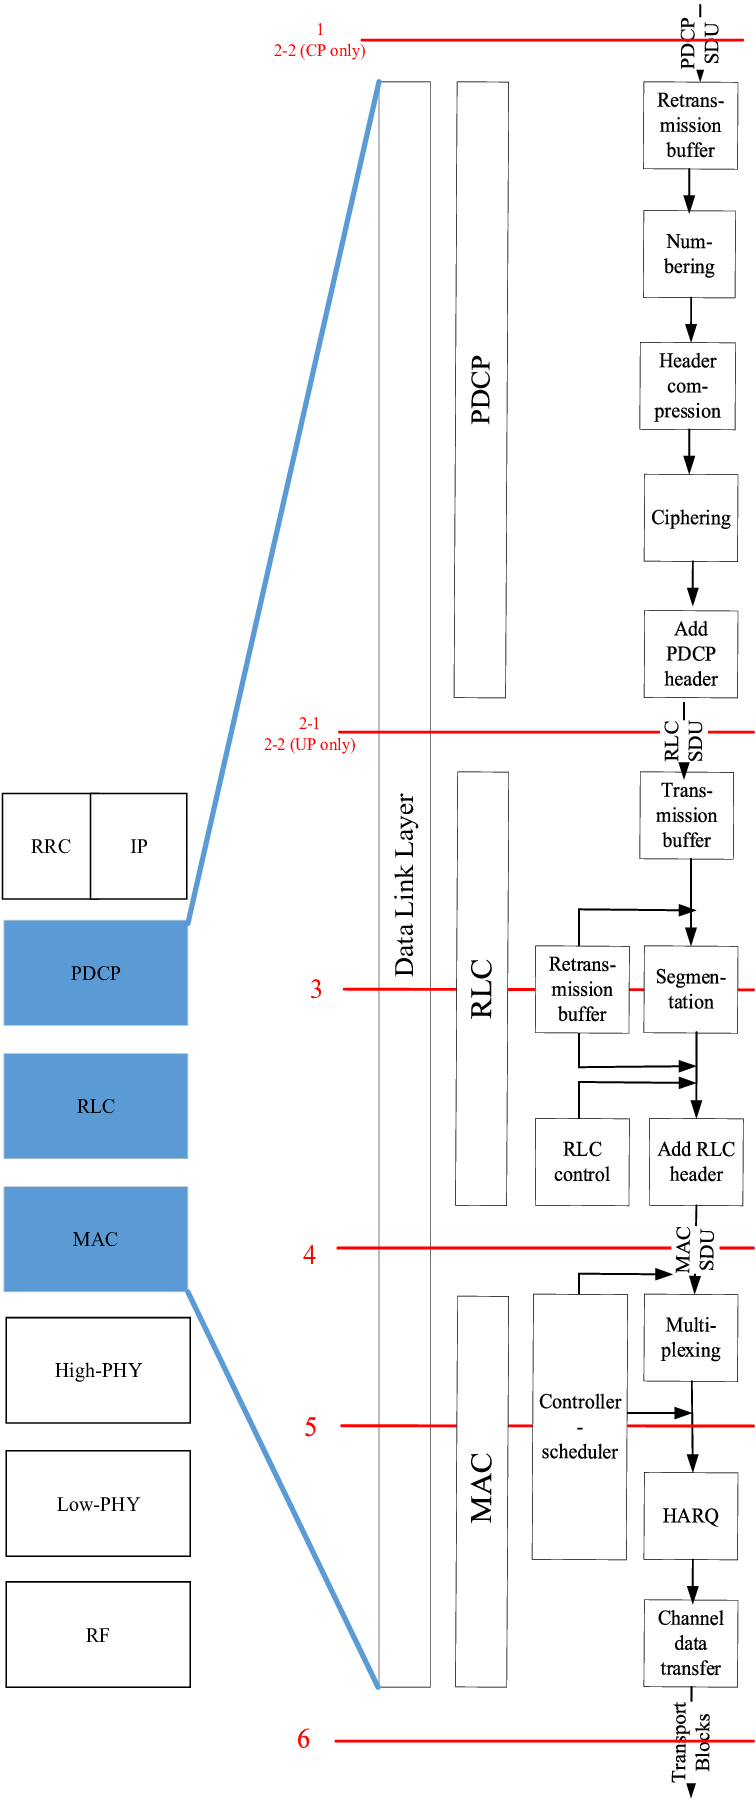 1
2-2 (CP only)
PDCP
SDU
Retrans-
mission
buffer
Num-
bering
Header
com-
pression
Ciphering
Add
PDCP
header
PDCP
2-1
2-2 (UP only)
RLC
SDU
Trans-
mission
buffer
Data Link Layer
RRC
IP
PDCP
RLC
MAC
High-PHY
Low-PHY
RF
3
RLC
Retrans-
mission
buffer
Segmen-
tation
RLC
control
Add RLC
header
4
MAC
SDU
Multi-
plexing
5
MAC
Controller
-
scheduler
HARQ
Channel
data
transfer
6
Transport
Blocks